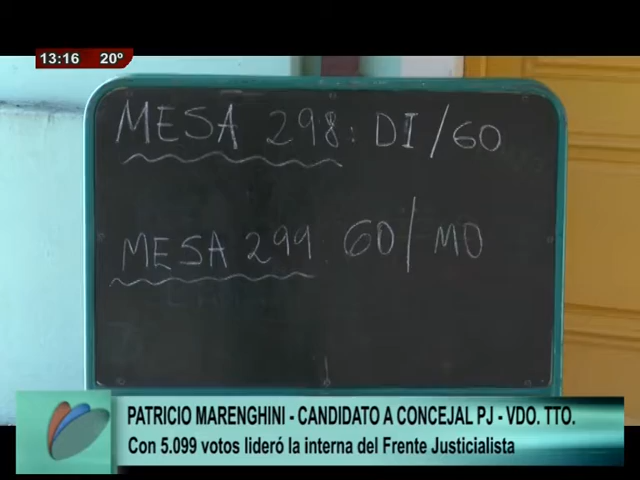 13:16 20º
MESA 298: DI/60
MESA 299: 60/MO
PATRICIO MARENGHINI - CANDIDATO A CONCEJAL PJ - VDO. TTO.
Con 5.099 votos lideró la interna del Frente Justicialista